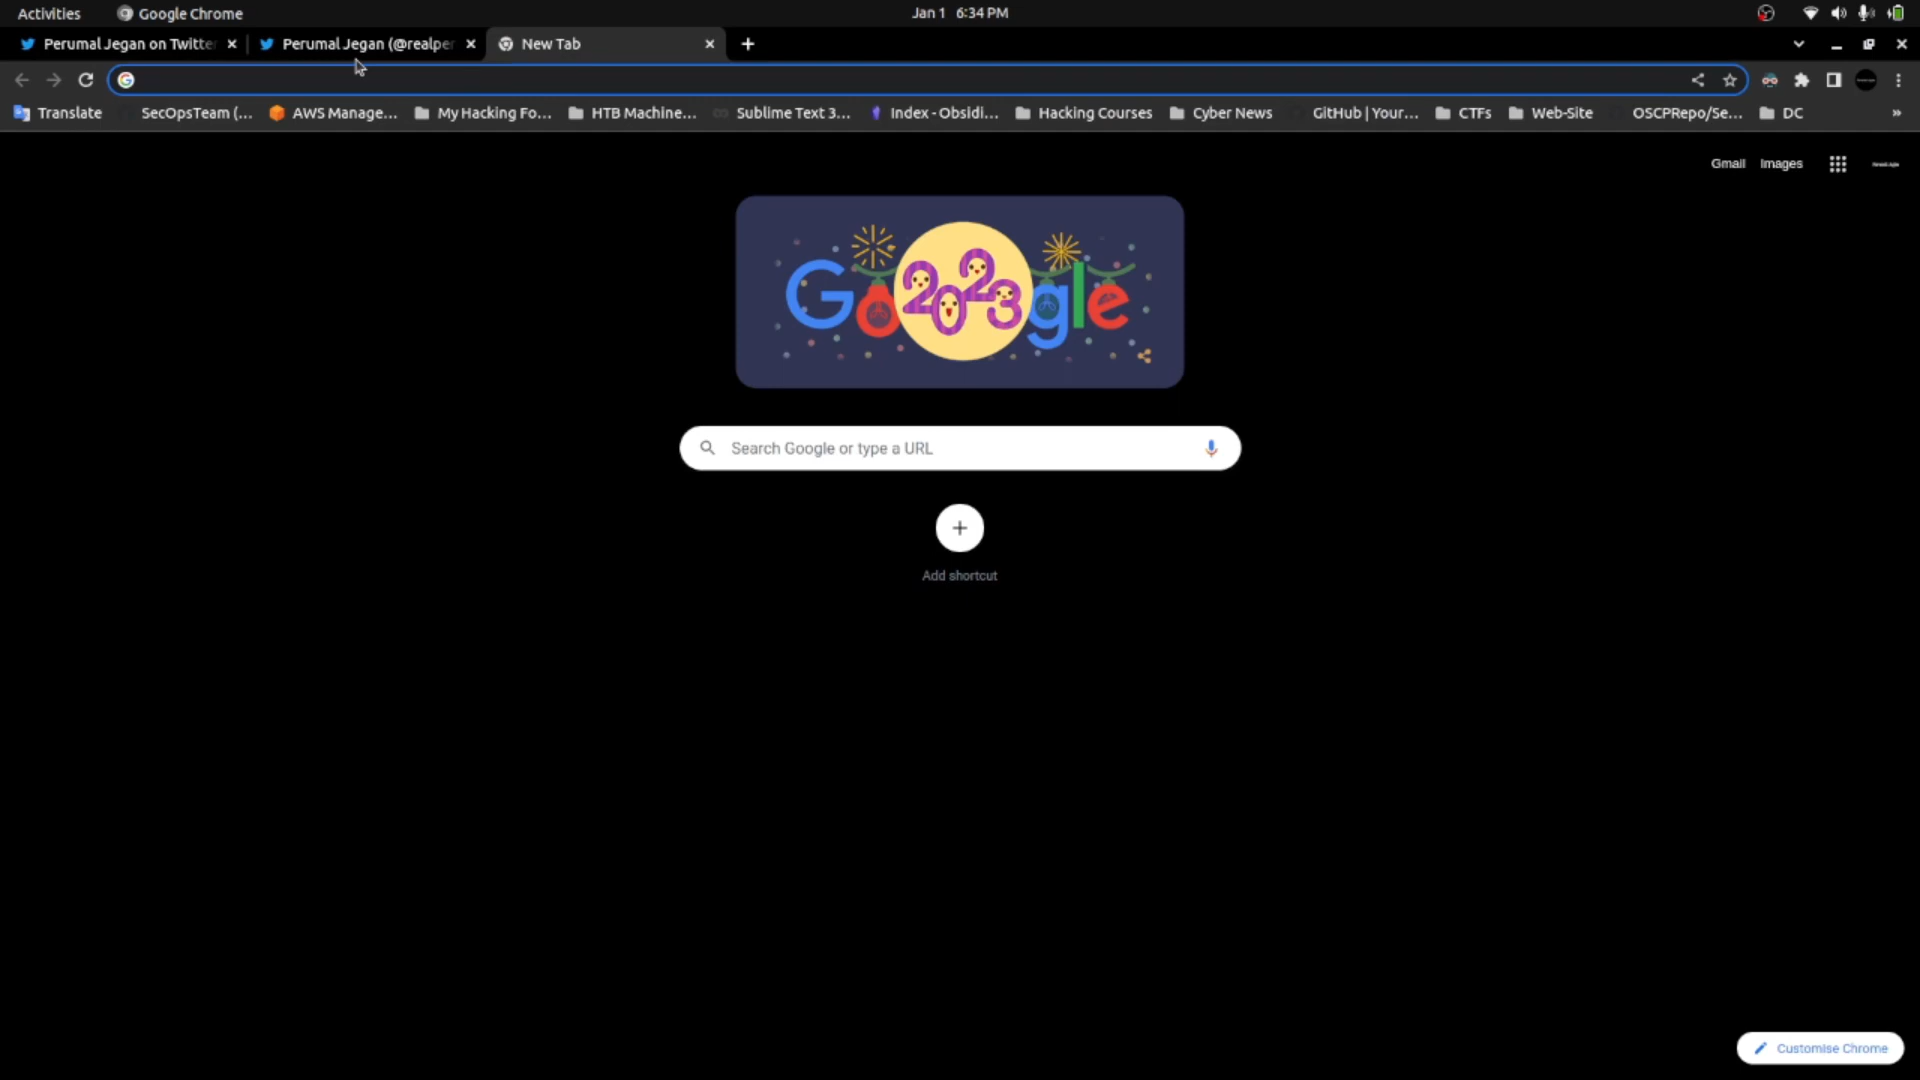 Activities Google Chrome Jan 1 6:34 PM
Perumal Jegan on Twitter Perumal Jegan (@realper New Tab
Translate SecOpsTeam (... AWS Manage... My Hacking Fo... HTB Machine... Sublime Text 3... Index - Obsidi... Hacking Courses Cyber News GitHub | Your... CTFs Web-Site OSCPRepo/Se... DC »
Gmail Images
Go2023gle
Search Google or type a URL
Add shortcut
Customise Chrome